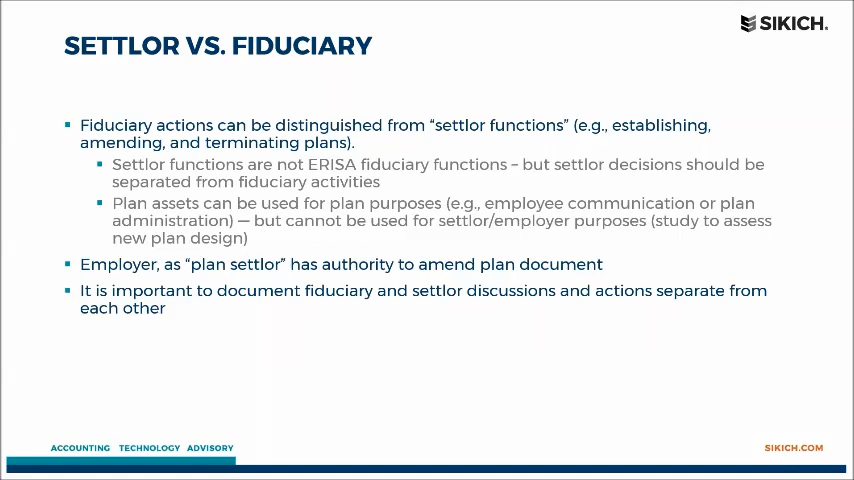 SIKICH.
SETTLOR VS. FIDUCIARY
▪ Fiduciary actions can be distinguished from “settlor functions” (e.g., establishing,
amending, and terminating plans).
▪ Settlor functions are not ERISA fiduciary functions – but settlor decisions should be
separated from fiduciary activities
▪ Plan assets can be used for plan purposes (e.g., employee communication or plan
administration) — but cannot be used for settlor/employer purposes (study to assess
new plan design)
▪ Employer, as “plan settlor” has authority to amend plan document
▪ It is important to document fiduciary and settlor discussions and actions separate from
each other
ACCOUNTING TECHNOLOGY ADVISORY
SIKICH.COM